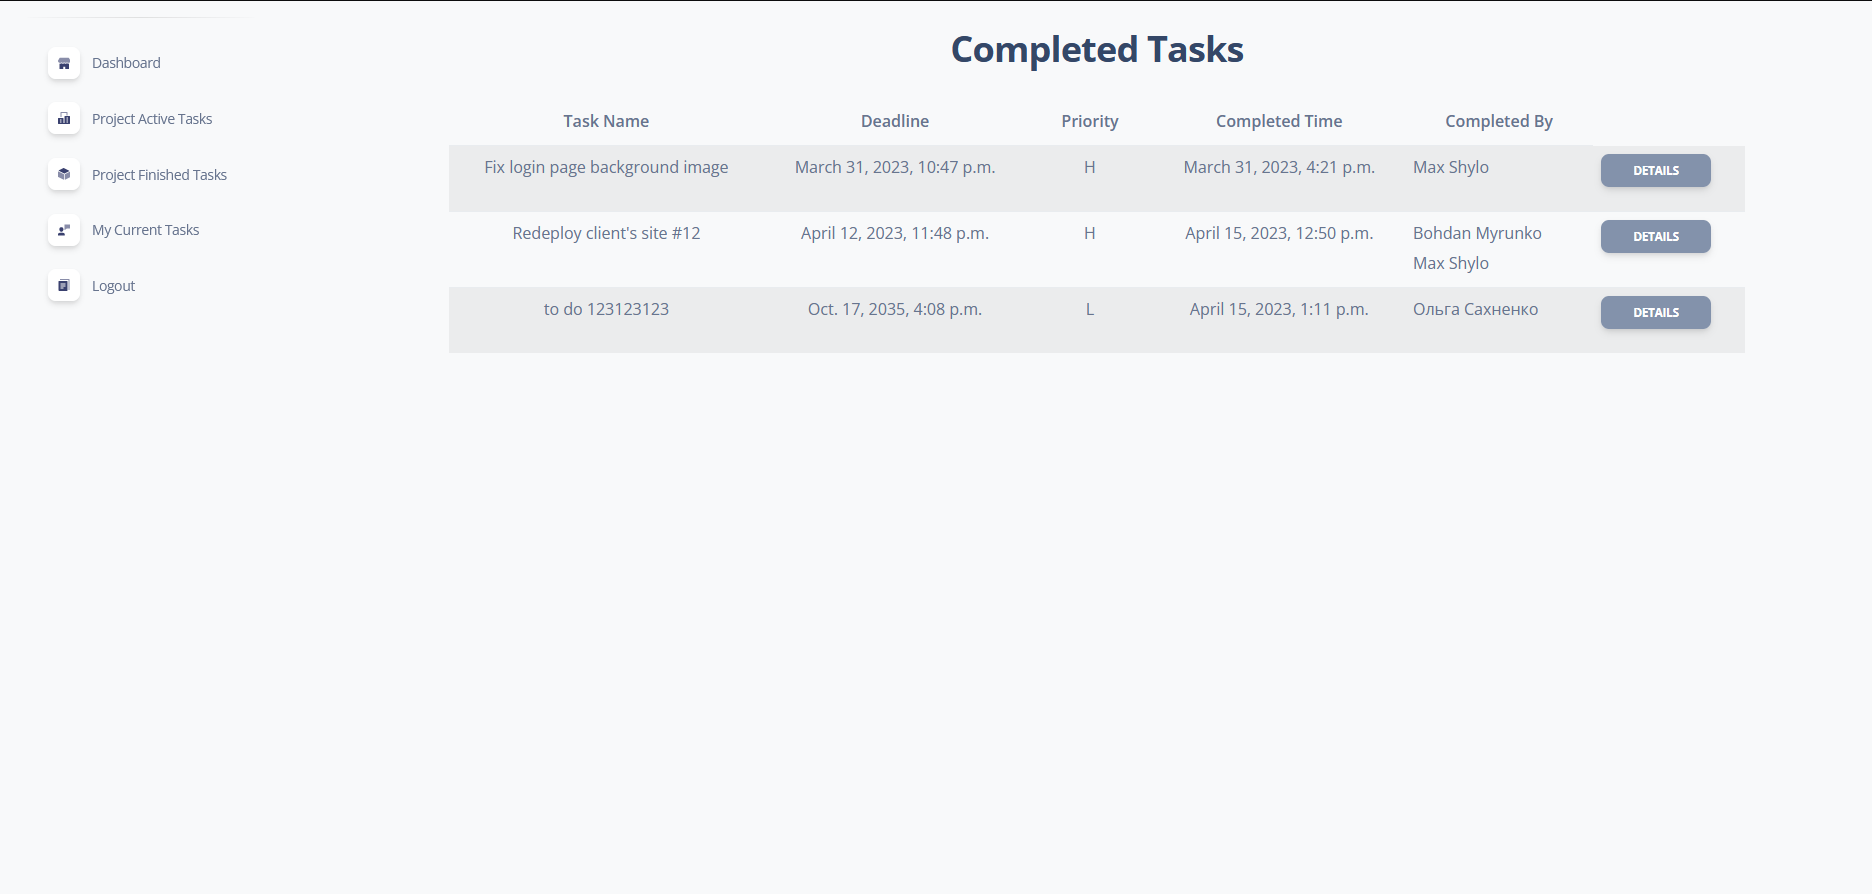 Dashboard
Project Active Tasks
Project Finished Tasks
My Current Tasks
Logout
Completed Tasks
Task Name Deadline Priority Completed Time Completed By
Fix login page background image March 31, 2023, 10:47 p.m. H March 31, 2023, 4:21 p.m. Max Shylo DETAILS
Redeploy client's site #12 April 12, 2023, 11:48 p.m. H April 15, 2023, 12:50 p.m. Bohdan Myrunko DETAILS
Max Shylo
to do 123123123 Oct. 17, 2035, 4:08 p.m. L April 15, 2023, 1:11 p.m. Ольга Сахненко DETAILS